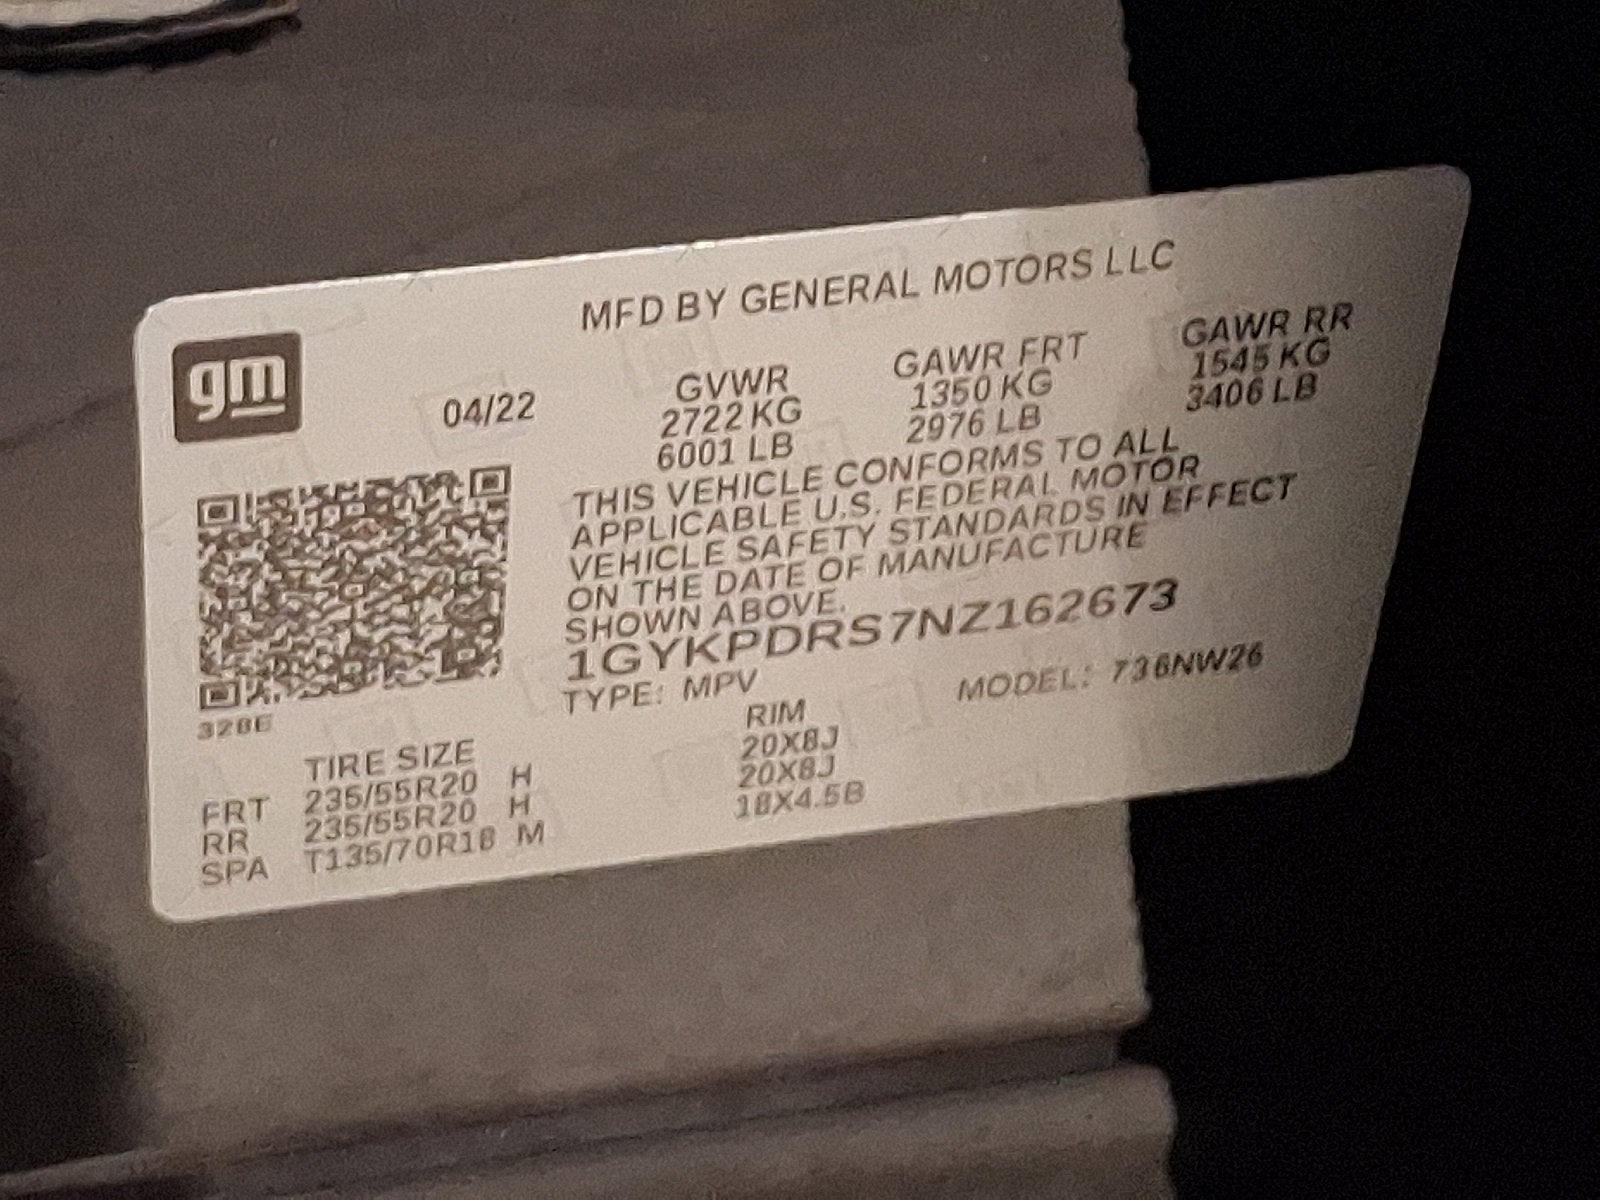 MFD BY GENERAL MOTORS LLC
gm
04/22
GVWR
2722 KG
6001 LB
GAWR FRT
1350 KG
2976 LB
GAWR RR
1545 KG
3406 LB
THIS VEHICLE CONFORMS TO ALL
APPLICABLE U.S. FEDERAL MOTOR
VEHICLE SAFETY STANDARDS IN EFFECT
ON THE DATE OF MANUFACTURE
SHOWN ABOVE.
1GYKPDRS7NZ162673
TYPE: MPV MODEL: 736NW26
328E
TIRE SIZE RIM
FRT 235/55R20 H 20X8J
RR 235/55R20 H 20X8J
SPA T135/70R18 M 18X4.5B